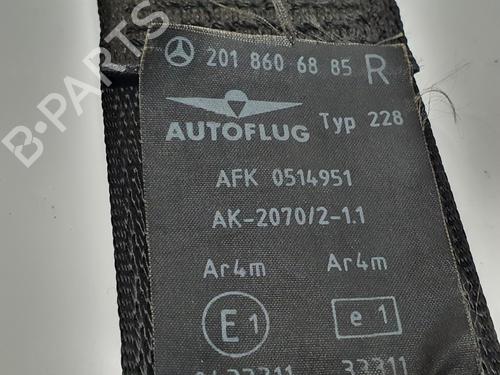 201 860 68 85 R
AUTOFLUG Typ 228
AFK 0514951
AK-2070/2-1.1
Ar4m Ar4m
E1 e1
33311
B-PARTS